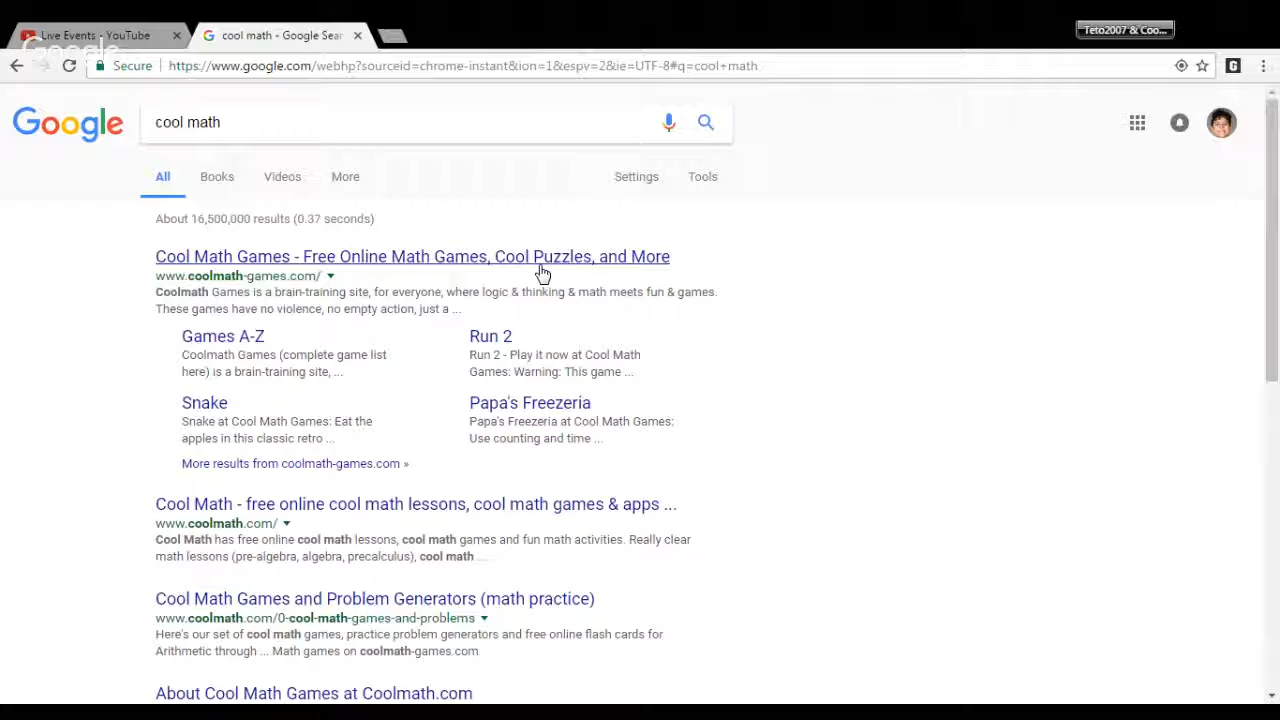 Live Events - YouTube
cool math - Google Sear
Teto2007 & Coo...
Google
Secure
https://www.google.com/webhp?sourceid=chrome-instant&ion=1&espv=2&ie=UTF-8#q=cool+math
Google
cool math
All Books Videos More Settings Tools
About 16,500,000 results (0.37 seconds)
Cool Math Games - Free Online Math Games, Cool Puzzles, and More
www.coolmath-games.com/
Coolmath Games is a brain-training site, for everyone, where logic & thinking & math meets fun & games.
These games have no violence, no empty action, just a ...
Games A-Z
Coolmath Games (complete game list
here) is a brain-training site, ...
Run 2
Run 2 - Play it now at Cool Math
Games: Warning: This game ...
Snake
Snake at Cool Math Games: Eat the
apples in this classic retro ...
Papa's Freezeria
Papa's Freezeria at Cool Math Games:
Use counting and time ...
More results from coolmath-games.com »
Cool Math - free online cool math lessons, cool math games & apps ...
www.coolmath.com/
Cool Math has free online cool math lessons, cool math games and fun math activities. Really clear
math lessons (pre-algebra, algebra, precalculus), cool math ...
Cool Math Games and Problem Generators (math practice)
www.coolmath.com/0-cool-math-games-and-problems
Here's our set of cool math games, practice problem generators and free online flash cards for
Arithmetic through ... Math games on coolmath-games.com
About Cool Math Games at Coolmath.com